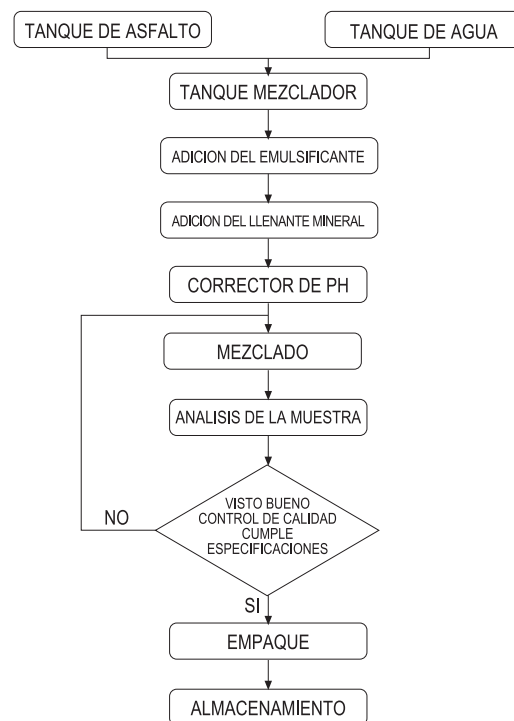 TANQUE DE ASFALTO
TANQUE DE AGUA
TANQUE MEZCLADOR
ADICION DEL EMULSIFICANTE
ADICION DEL LLENANTE MINERAL
CORRECTOR DE PH
MEZCLADO
ANALISIS DE LA MUESTRA
VISTO BUENO
CONTROL DE CALIDAD
CUMPLE
ESPECIFICACIONES
NO
SI
EMPAQUE
ALMACENAMIENTO